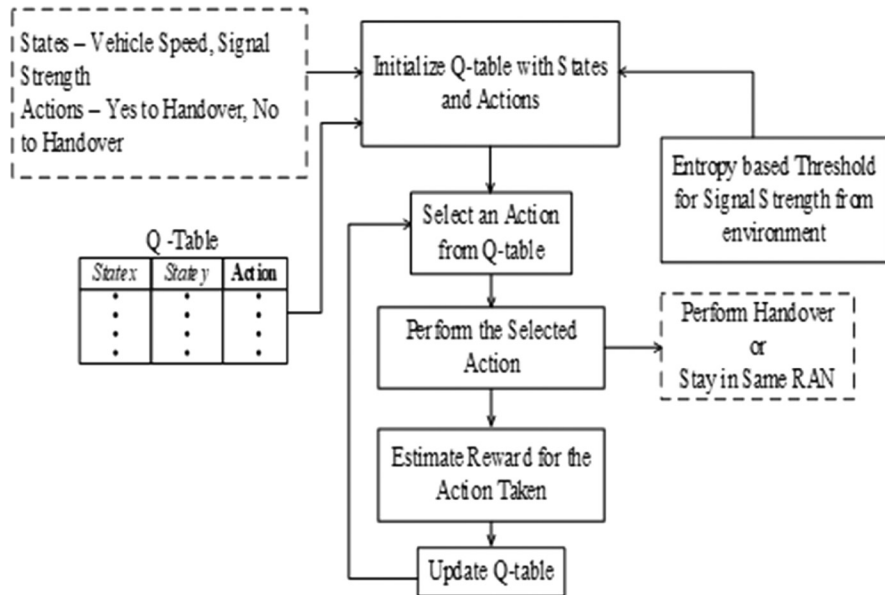 States – Vehicle Speed, Signal
Strength
Actions – Yes to Handover, No
to Handover
Initialize Q-table with States
and Actions
Entropy based Threshold
for Signal Strength from
environment
Q -Table
State x State y Action
Select an Action
from Q-table
Perform the Selected
Action
Perform Handover
or
Stay in Same RAN
Estimate Reward for the
Action Taken
Update Q-table